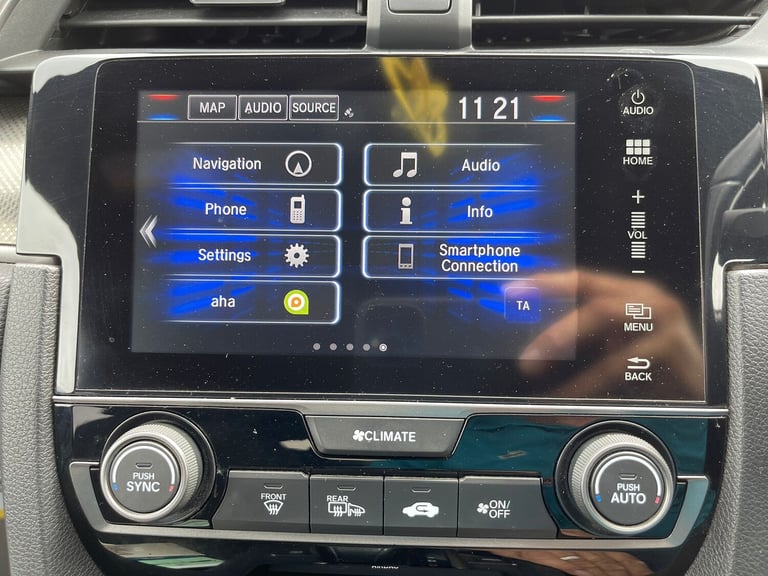 MAP AUDIO SOURCE 11 21
AUDIO
HOME
Navigation
Audio
Phone
Info
VOL
Settings
Smartphone
Connection
aha
TA
MENU
BACK
CLIMATE
PUSH
SYNC
FRONT
REAR
ON/
OFF
PUSH
AUTO